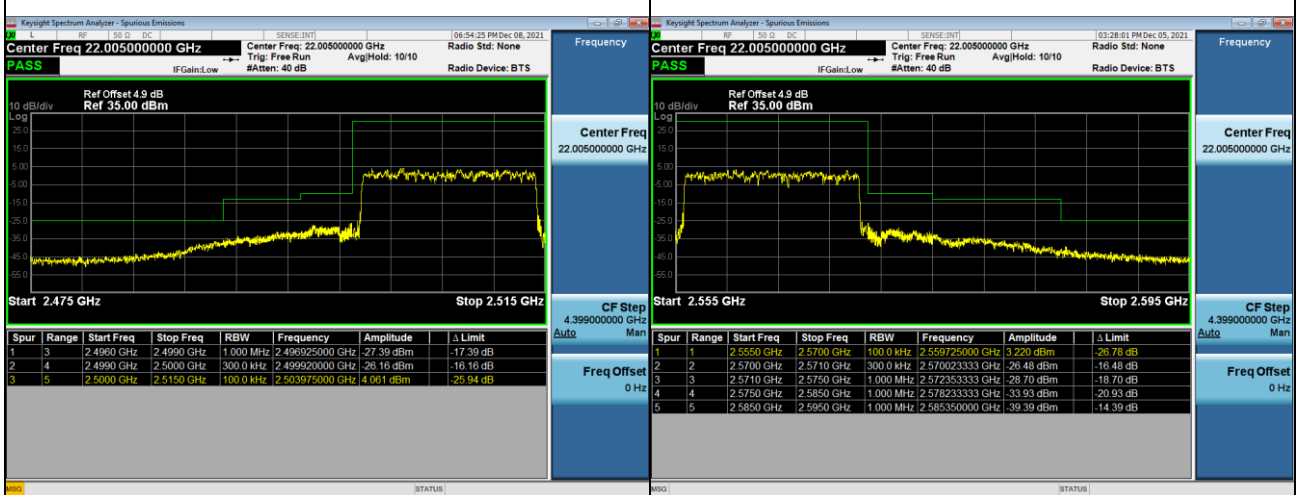 Keysight Spectrum Analyzer - Spurious Emissions
L RF 50 Ω DC SENSE:INT 06:54:25 PM Dec 08, 2021
Center Freq 22.005000000 GHz
Center Freq: 22.005000000 GHz
Radio Std: None
Trig: Free Run Avg|Hold: 10/10
PASS
IFGain:Low
#Atten: 40 dB
Radio Device: BTS
Ref Offset 4.9 dB
10 dB/div Ref 35.00 dBm
Log
25.0
15.0
5.00
-5.00
-15.0
-25.0
-35.0
-45.0
-55.0
Start 2.475 GHz Stop 2.515 GHz
Spur Range Start Freq Stop Freq RBW Frequency Amplitude Δ Limit
1 3 2.4960 GHz 2.4990 GHz 1.000 MHz 2.496925000 GHz -27.39 dBm -17.39 dB
2 4 2.4990 GHz 2.5000 GHz 300.0 kHz 2.499920000 GHz -26.16 dBm -16.16 dB
3 5 2.5000 GHz 2.5150 GHz 100.0 kHz 2.503975000 GHz 4.061 dBm -25.94 dB
Frequency
Center Freq
22.005000000 GHz
CF Step
4.399000000 GHz
Auto Man
Freq Offset
0 Hz
MSG STATUS
Keysight Spectrum Analyzer - Spurious Emissions
RF 50 Ω DC SENSE:INT 03:28:01 PM Dec 05, 2021
Center Freq 22.005000000 GHz
Center Freq: 22.005000000 GHz
Radio Std: None
Trig: Free Run Avg|Hold: 10/10
PASS
IFGain:Low
#Atten: 40 dB
Radio Device: BTS
Ref Offset 4.9 dB
10 dB/div Ref 35.00 dBm
Log
25.0
15.0
5.00
-5.00
-15.0
-25.0
-35.0
-45.0
-55.0
Start 2.555 GHz Stop 2.595 GHz
Spur Range Start Freq Stop Freq RBW Frequency Amplitude Δ Limit
1 1 2.5550 GHz 2.5700 GHz 100.0 kHz 2.559725000 GHz 3.220 dBm -26.78 dB
2 2 2.5700 GHz 2.5710 GHz 300.0 kHz 2.570023333 GHz -26.48 dBm -16.48 dB
3 3 2.5710 GHz 2.5750 GHz 1.000 MHz 2.572353333 GHz -28.70 dBm -18.70 dB
4 4 2.5750 GHz 2.5850 GHz 1.000 MHz 2.578233333 GHz -33.93 dBm -20.93 dB
5 5 2.5850 GHz 2.5950 GHz 1.000 MHz 2.585350000 GHz -39.39 dBm -14.39 dB
Frequency
Center Freq
22.005000000 GHz
CF Step
4.399000000 GHz
Auto Man
Freq Offset
0 Hz
MSG STATUS